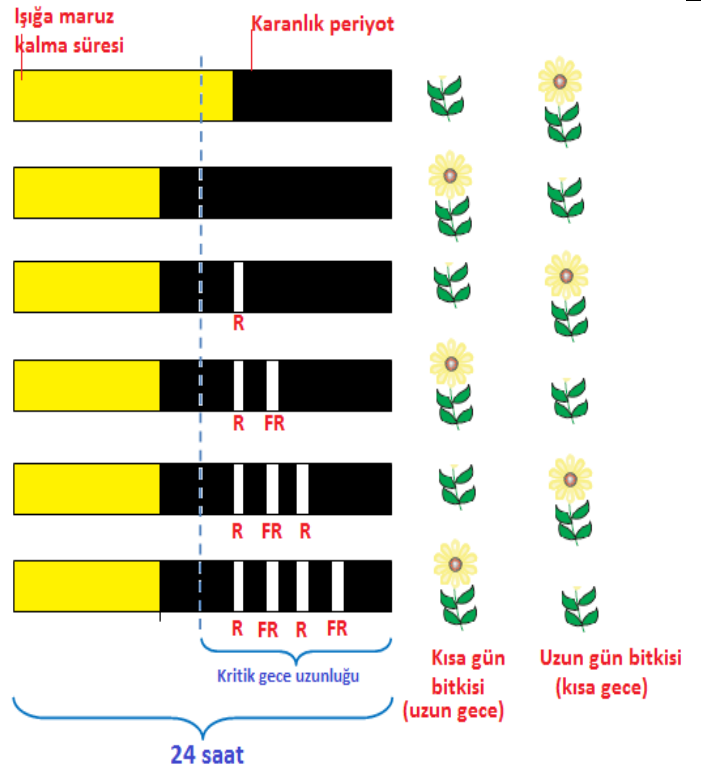 Işığa maruz
kalma süresi
Karanlık periyot
R
R FR
R FR R
R FR R FR
Kritik gece uzunluğu
24 saat
Kısa gün
bitkisi
(uzun gece)
Uzun gün bitkisi
(kısa gece)